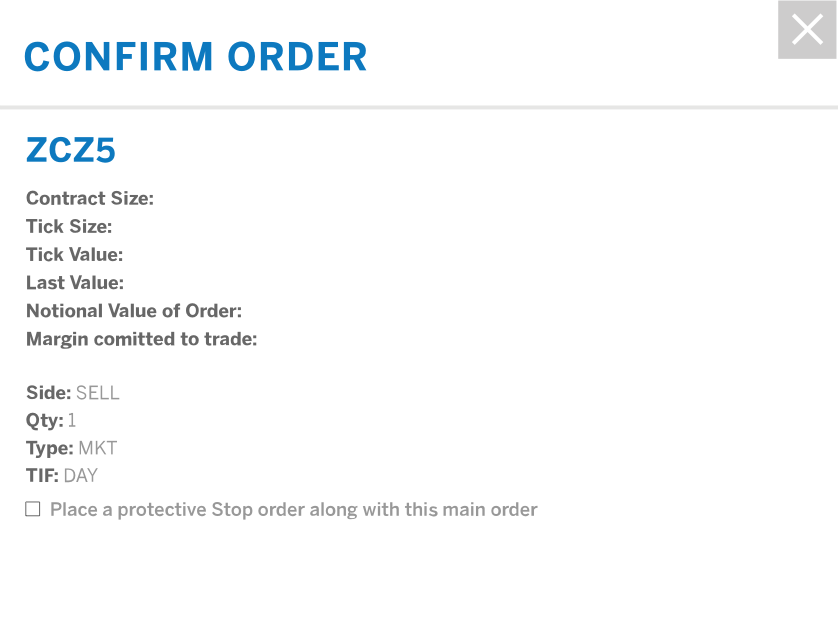 CONFIRM ORDER
ZCZ5
Contract Size:
Tick Size:
Tick Value:
Last Value:
Notional Value of Order:
Margin comitted to trade:
Side: SELL
Qty: 1
Type: MKT
TIF: DAY
Place a protective Stop order along with this main order